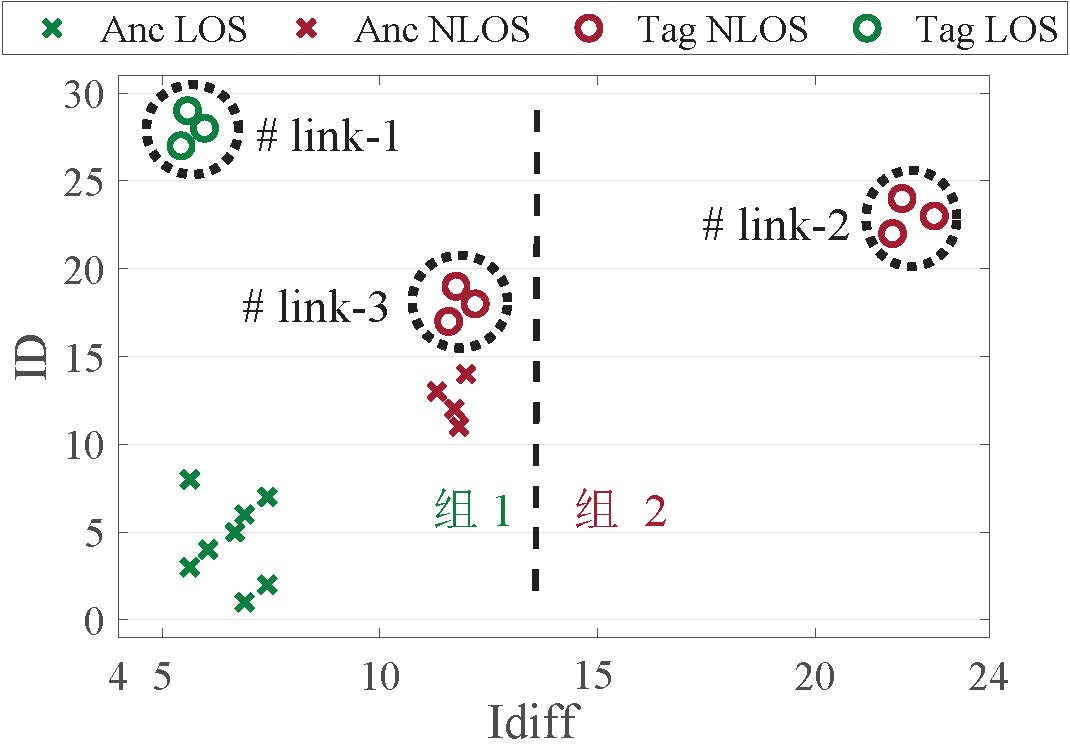 Anc LOS Anc NLOS Tag NLOS Tag LOS
30
# link-1
25
# link-2
20
# link-3
15
ID
10
组 1 组 2
5
0
4 5 10 15 20 24
Idiff